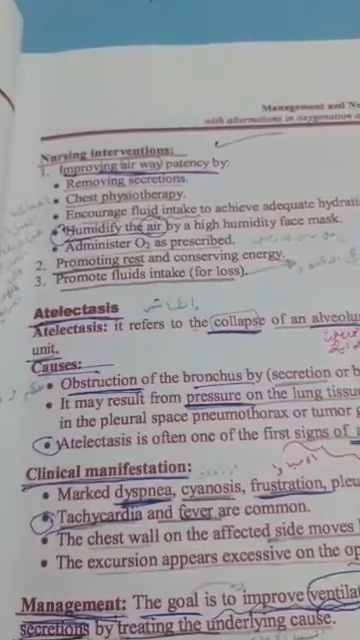 Management and Nu
with alternations in oxygenation a
Nursing interventions:
1. Improving air way patency by:
• Removing secretions.
• Chest physiotherapy.
• Encourage fluid intake to achieve adequate hydrati
• Humidify the air by a high humidity face mask.
• Administer O₂ as prescribed.
2. Promoting rest and conserving energy.
3. Promote fluids intake (for loss).
Atelectasis
Atelectasis: it refers to the collapse of an alveolu
unit,
Causes:
• Obstruction of the bronchus by (secretion or b
• It may result from pressure on the lung tissue
in the pleural space pneumothorax or tumor g
• Atelectasis is often one of the first signs of
Clinical manifestation:
• Marked dyspnea, cyanosis, frustration, pleu
• Tachycardia and fever are common.
• The chest wall on the affected side moves
• The excursion appears excessive on the op
Management: The goal is to improve ventilat
secretions by treating the underlying cause.